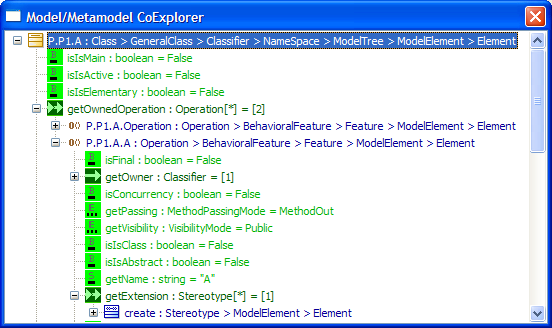 Model/Metamodel CoExplorer
P.P1.A : Class > GeneralClass > Classifier > NameSpace > ModelTree > ModelElement > Element
isIsMain : boolean = False
isIsActive : boolean = False
isIsElementary : boolean = False
getOwnedOperation : Operation[*] = [2]
P.P1.A.Operation : Operation > BehavioralFeature > Feature > ModelElement > Element
P.P1.A.A : Operation > BehavioralFeature > Feature > ModelElement > Element
isFinal : boolean = False
getOwner : Classifier = [1]
isConcurrency : boolean = False
getPassing : MethodPassingMode = MethodOut
getVisibility : VisibilityMode = Public
isIsClass : boolean = False
isIsAbstract : boolean = False
getName : string = "A"
getExtension : Stereotype[*] = [1]
create : Stereotype > ModelElement > Element